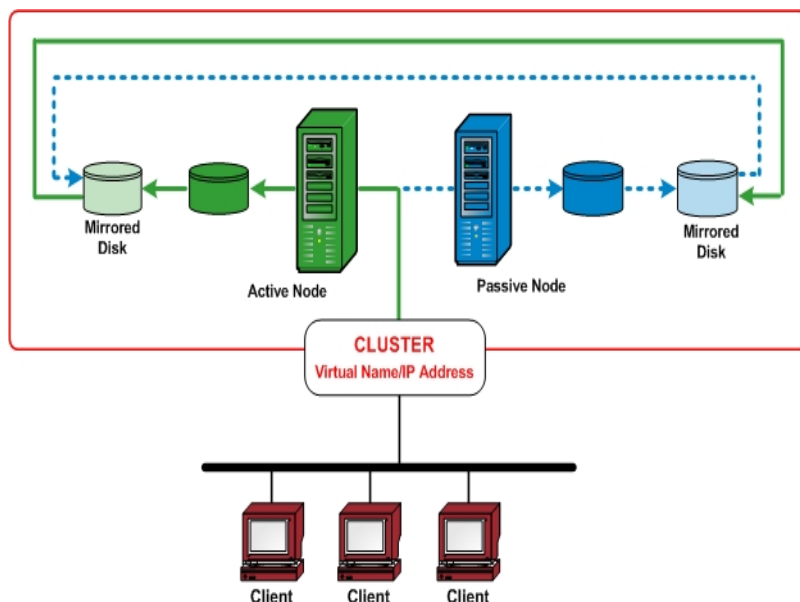 Mirrored
Disk
Active Node
Passive Node
Mirrored
Disk
CLUSTER
Virtual Name/IP Address
Client
Client
Client